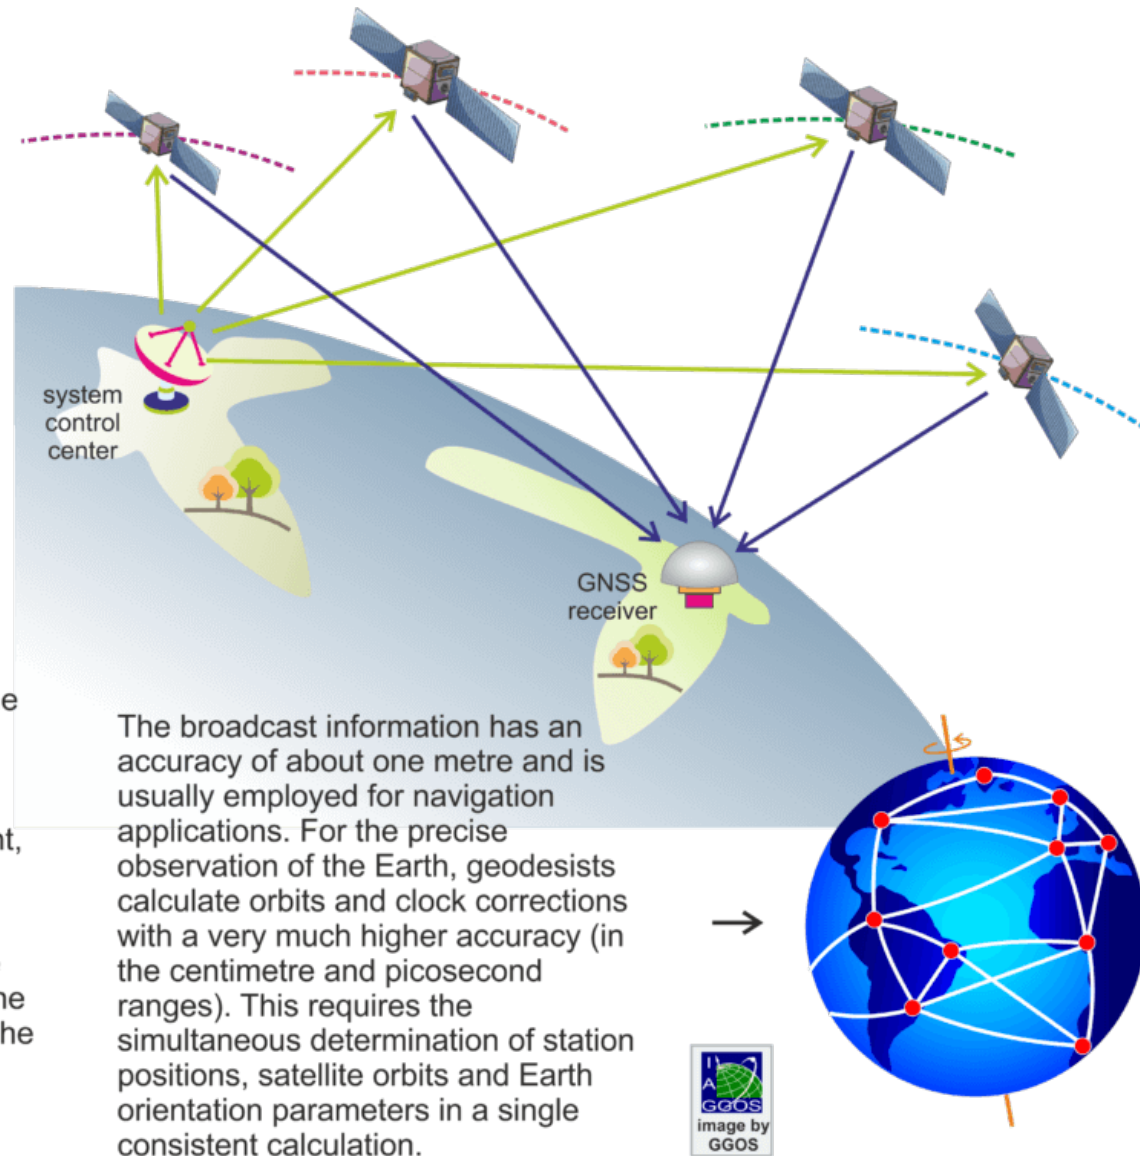 system
control
center
GNSS
receiver
e
The broadcast information has an
accuracy of about one metre and is
usually employed for navigation
applications. For the precise
observation of the Earth, geodesists
calculate orbits and clock corrections
with a very much higher accuracy (in
the centimetre and picosecond
ranges). This requires the
simultaneous determination of station
positions, satellite orbits and Earth
orientation parameters in a single
consistent calculation.
t,
ne
he
I
A
GGOS
image by
GGOS